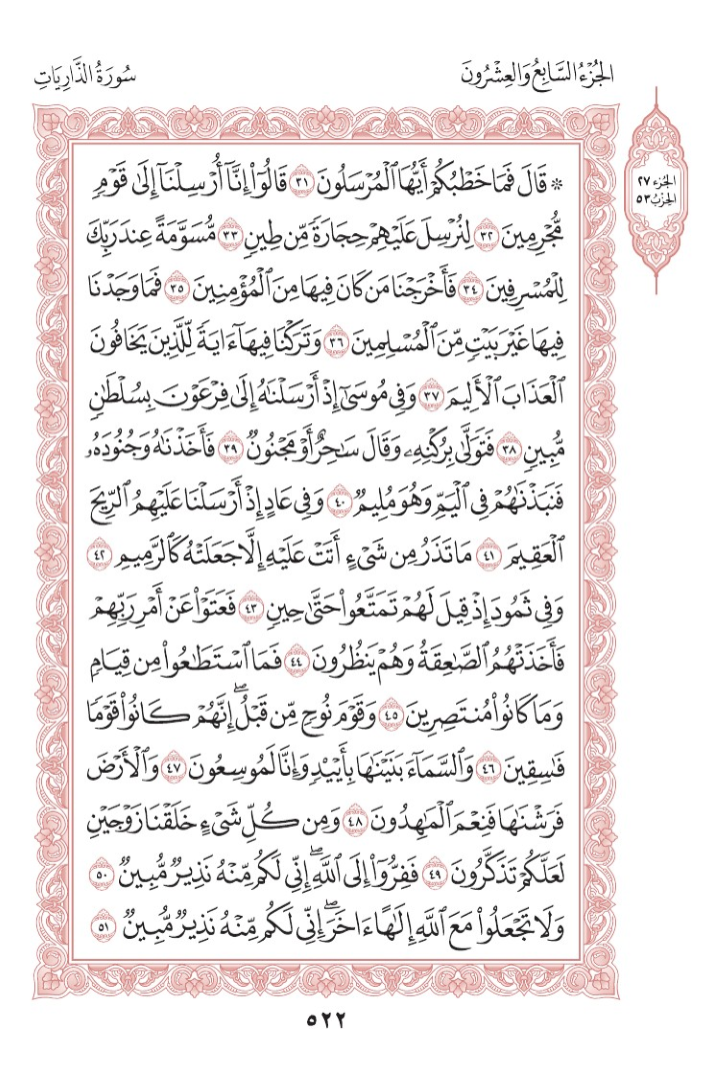 سُورَةُ الذَّارِيَاتِ
الجُزْءُ السَّابِعُ وَالعِشْرُونَ
الجزء ٢٧
الحزب ٥٣
۞ قَالَ فَمَا خَطْبُكُمْ أَيُّهَا ٱلْمُرْسَلُونَ ٣١ قَالُوٓاْ إِنَّآ أُرْسِلْنَآ إِلَىٰ قَوْمٖ
مُّجْرِمِينَ ٣٢ لِنُرْسِلَ عَلَيْهِمْ حِجَارَةٗ مِّن طِينٖ ٣٣ مُّسَوَّمَةً عِندَ رَبِّكَ
لِلْمُسْرِفِينَ ٣٤ فَأَخْرَجْنَا مَن كَانَ فِيهَا مِنَ ٱلْمُؤْمِنِينَ ٣٥ فَمَا وَجَدْنَا
فِيهَا غَيْرَ بَيْتٖ مِّنَ ٱلْمُسْلِمِينَ ٣٦ وَتَرَكْنَا فِيهَآ ءَايَةٗ لِّلَّذِينَ يَخَافُونَ
ٱلْعَذَابَ ٱلْأَلِيمَ ٣٧ وَفِي مُوسَىٰٓ إِذْ أَرْسَلْنَٰهُ إِلَىٰ فِرْعَوْنَ بِسُلْطَٰنٖ
مُّبِينٖ ٣٨ فَتَوَلَّىٰ بِرُكْنِهِۦ وَقَالَ سَٰحِرٌ أَوْ مَجْنُونٞ ٣٩ فَأَخَذْنَٰهُ وَجُنُودَهُۥ
فَنَبَذْنَٰهُمْ فِي ٱلْيَمِّ وَهُوَ مُلِيمٞ ٤٠ وَفِي عَادٍ إِذْ أَرْسَلْنَا عَلَيْهِمُ ٱلرِّيحَ
ٱلْعَقِيمَ ٤١ مَا تَذَرُ مِن شَيْءٍ أَتَتْ عَلَيْهِ إِلَّا جَعَلَتْهُ كَٱلرَّمِيمِ ٤٢
وَفِي ثَمُودَ إِذْ قِيلَ لَهُمْ تَمَتَّعُواْ حَتَّىٰ حِينٖ ٤٣ فَعَتَوْاْ عَنْ أَمْرِ رَبِّهِمْ
فَأَخَذَتْهُمُ ٱلصَّٰعِقَةُ وَهُمْ يَنظُرُونَ ٤٤ فَمَا ٱسْتَطَٰعُواْ مِن قِيَامٖ
وَمَا كَانُواْ مُنتَصِرِينَ ٤٥ وَقَوْمَ نُوحٖ مِّن قَبْلُۖ إِنَّهُمْ كَانُواْ قَوْمٗا
فَٰسِقِينَ ٤٦ وَٱلسَّمَآءَ بَنَيْنَٰهَا بِأَيْيْدٖ وَإِنَّا لَمُوسِعُونَ ٤٧ وَٱلْأَرْضَ
فَرَشْنَٰهَا فَنِعْمَ ٱلْمَٰهِدُونَ ٤٨ وَمِن كُلِّ شَيْءٍ خَلَقْنَا زَوْجَيْنِ
لَعَلَّكُمْ تَذَكَّرُونَ ٤٩ فَفِرُّوٓاْ إِلَى ٱللَّهِۖ إِنِّي لَكُم مِّنْهُ نَذِيرٞ مُّبِينٞ ٥٠
وَلَا تَجْعَلُواْ مَعَ ٱللَّهِ إِلَٰهًا ءَاخَرَۖ إِنِّي لَكُم مِّنْهُ نَذِيرٞ مُّبِينٞ ٥١
٥٢٢